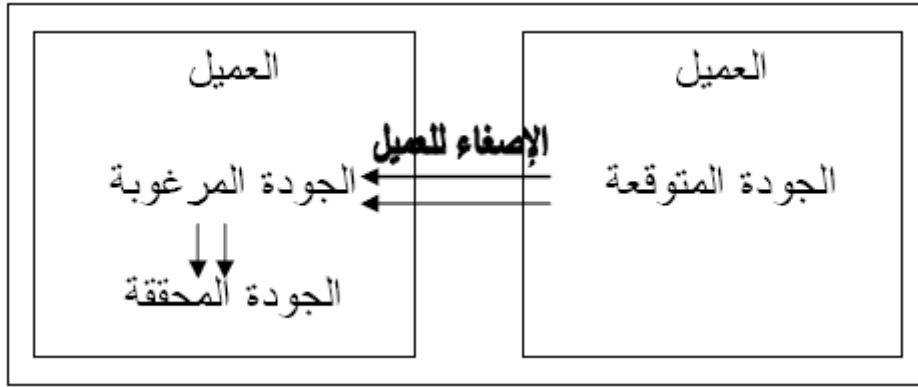 العميل
الجودة المتوقعة
الإصغاء للعميل
العميل
الجودة المرغوبة
الجودة المحققة